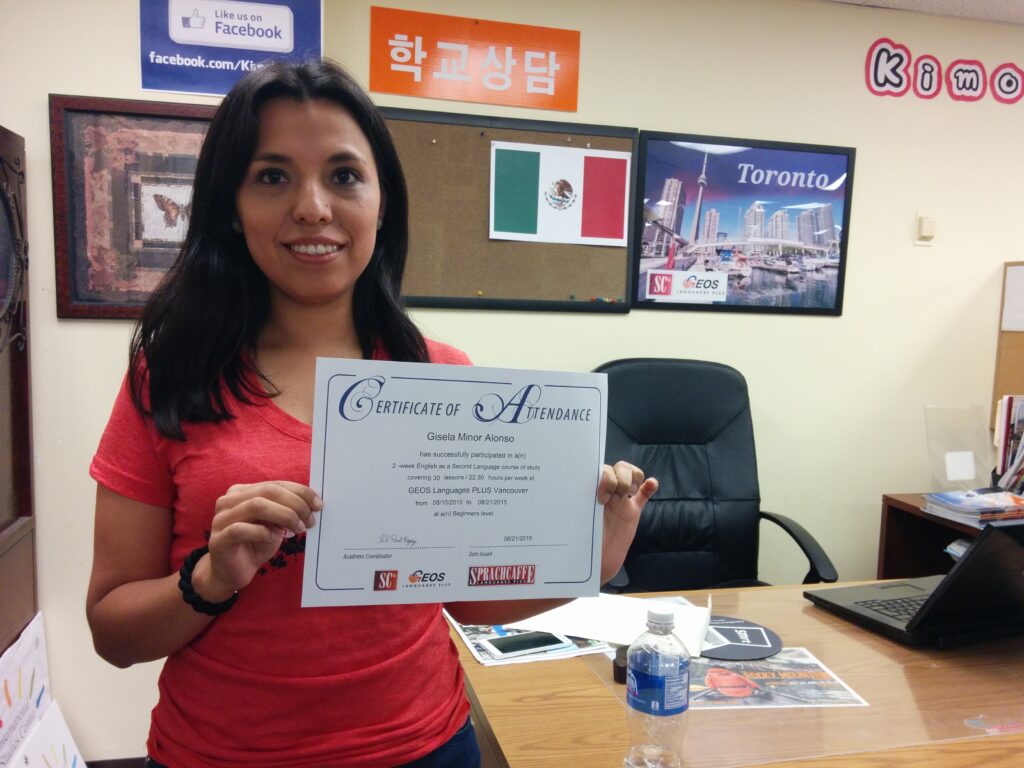 Like us on
Facebook
facebook.com/Ki
학교상담
Kimo
Toronto
SC
GEOS
LANGUAGES PLUS
CERTIFICATE OF ATTENDANCE
Gisela Minor Alonso
has successfully participated in a(n)
2 -week English as a Second Language course of study
covering 30 lessons / 22.50 hours per week at
GEOS Languages PLUS Vancouver
from 08/10/2015 to 08/21/2015
at a(n) Beginners level
08/21/2015
Academic Coordinator
Date Issued
SC
GEOS
LANGUAGES PLUS
SPRACHCAFFE
ROCKY MOUNTAIN